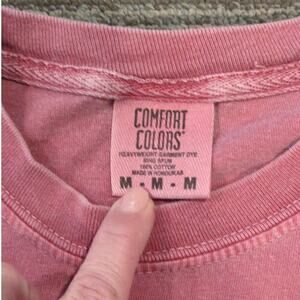 COMFORT
COLORS®
HEAVYWEIGHT GARMENT DYE
RING SPUN
100% COTTON
MADE IN HONDURAS
M - M - M